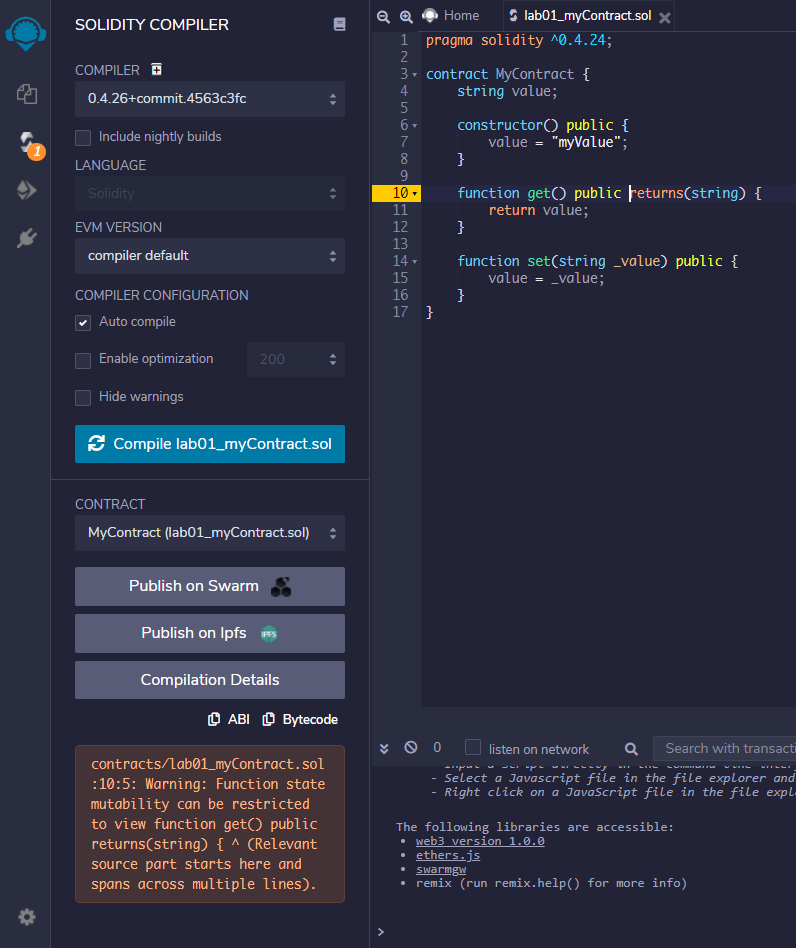 SOLIDITY COMPILER
COMPILER
0.4.26+commit.4563c3fc
Include nightly builds
LANGUAGE
Solidity
EVM VERSION
compiler default
COMPILER CONFIGURATION
Auto compile
Enable optimization
200
Hide warnings
Compile lab01_myContract.sol
CONTRACT
MyContract (lab01_myContract.sol)
Publish on Swarm
Publish on Ipfs
IPFS
Compilation Details
ABI
Bytecode
contracts/lab01_myContract.sol
:10:5: Warning: Function state
mutability can be restricted
to view function get() public
returns(string) { ^ (Relevant
source part starts here and
spans across multiple lines).
1
Home
lab01_myContract.sol
1 pragma solidity ^0.4.24;
2
3 contract MyContract {
4 string value;
5
6 constructor() public {
7 value = "myValue";
8 }
9
10 function get() public returns(string) {
11 return value;
12 }
13
14 function set(string _value) public {
15 value = _value;
16 }
17 }
0
listen on network
Search with transacti
- Select a Javascript file in the file explorer and
- Right click on a JavaScript file in the file expl
The following libraries are accessible:
• web3 version 1.0.0
• ethers.js
• swarmgw
• remix (run remix.help() for more info)
>